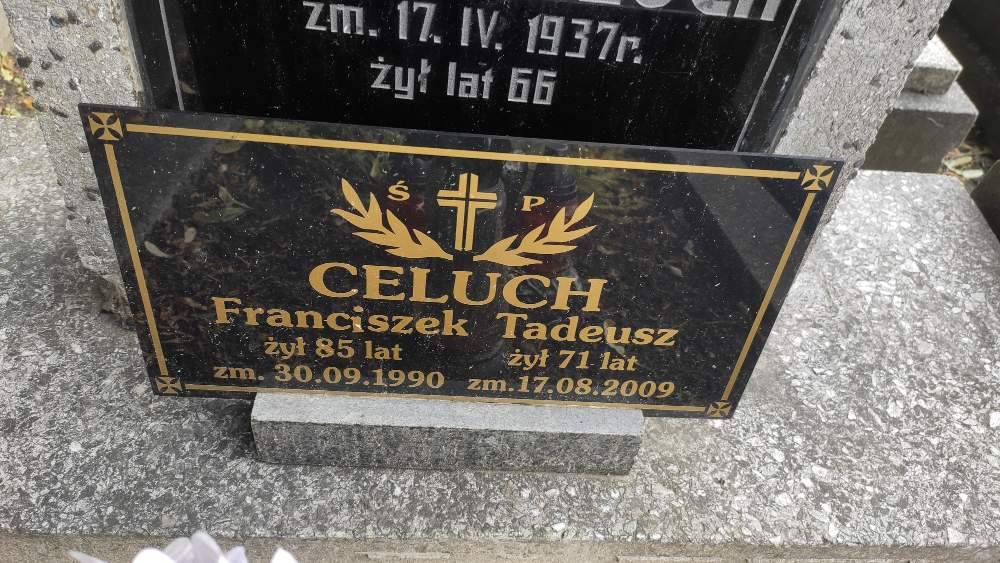 zm. 17. IV. 1937r.
żył lat 66
Ś P
CELUCH
Franciszek Tadeusz
żył 85 lat żył 71 lat
zm. 30.09.1990 zm.17.08.2009